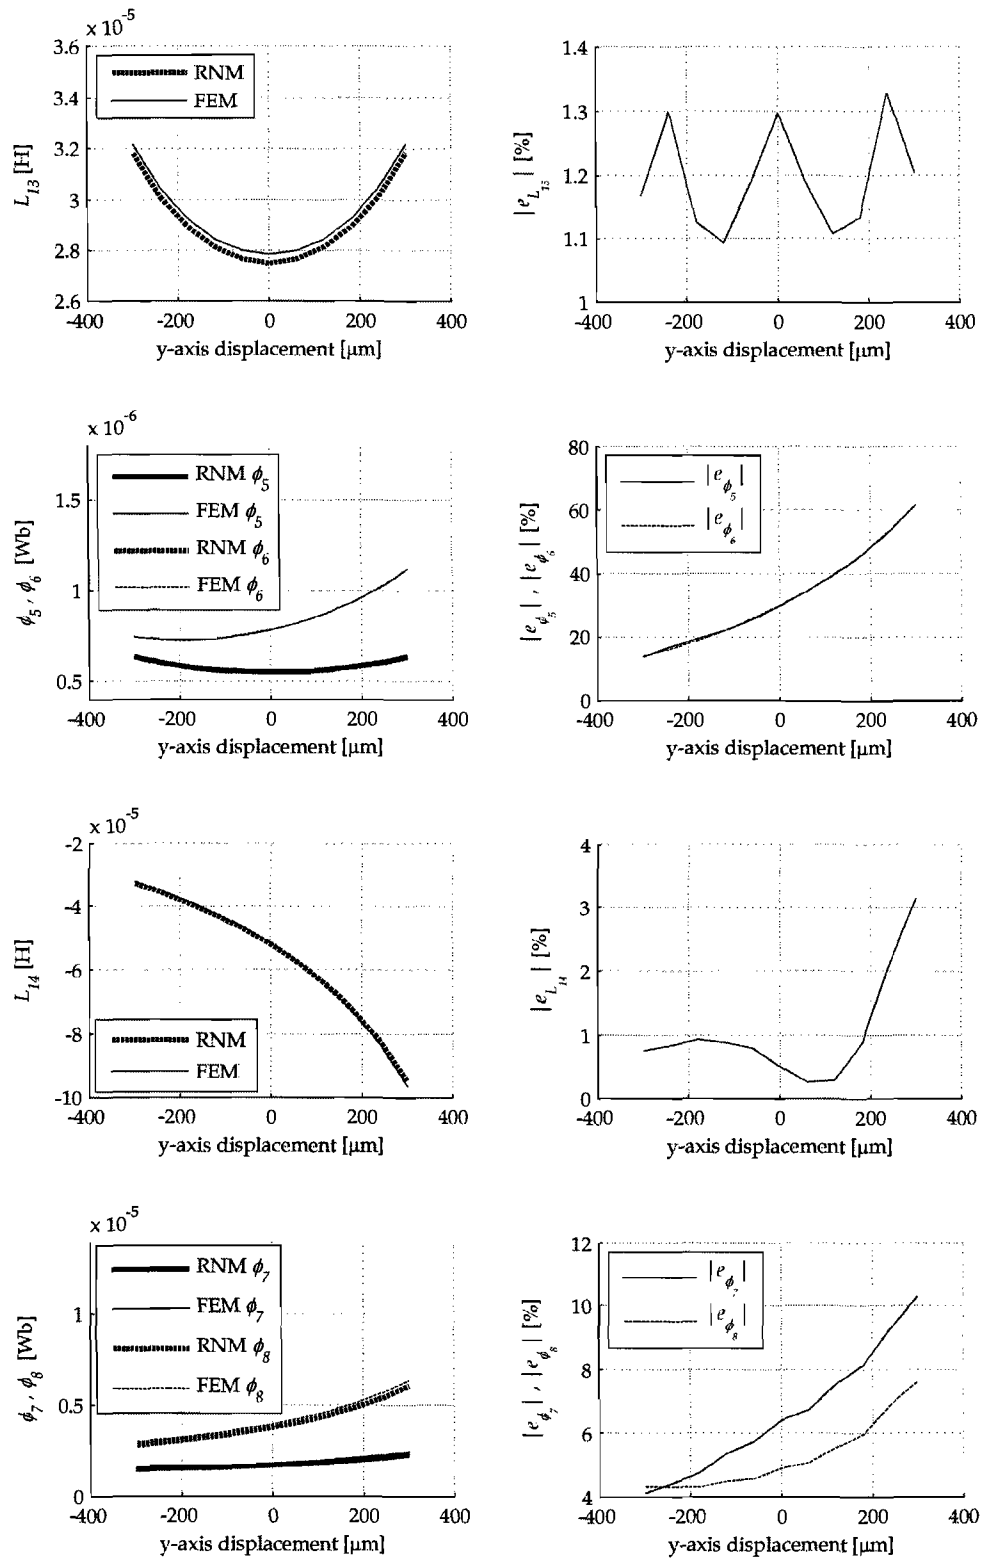 x 10⁻⁵
3.6
3.4
3.2
3
2.8
2.6
L₁₃ [H]
RNM
FEM
-400 -200 0 200 400
y-axis displacement [μm]
1.4
1.3
1.2
1.1
1
|e_L₁₃| [%]
-400 -200 0 200 400
y-axis displacement [μm]
x 10⁻⁶
1.5
1
0.5
ϕ₅, ϕ₆ [Wb]
RNM ϕ₅
FEM ϕ₅
RNM ϕ₆
FEM ϕ₆
-400 -200 0 200 400
y-axis displacement [μm]
80
60
40
20
0
|e_ϕ₅|, |e_ϕ₆| [%]
|e_ϕ₅|
|e_ϕ₆|
-400 -200 0 200 400
y-axis displacement [μm]
x 10⁻⁵
-2
-4
-6
-8
-10
L₁₄ [H]
RNM
FEM
-400 -200 0 200 400
y-axis displacement [μm]
4
3
2
1
0
|e_L₁₄| [%]
-400 -200 0 200 400
y-axis displacement [μm]
x 10⁻⁵
1
0.5
0
ϕ₇, ϕ₈ [Wb]
RNM ϕ₇
FEM ϕ₇
RNM ϕ₈
FEM ϕ₈
-400 -200 0 200 400
y-axis displacement [μm]
12
10
8
6
4
|e_ϕ₇|, |e_ϕ₈| [%]
|e_ϕ₇|
|e_ϕ₈|
-400 -200 0 200 400
y-axis displacement [μm]